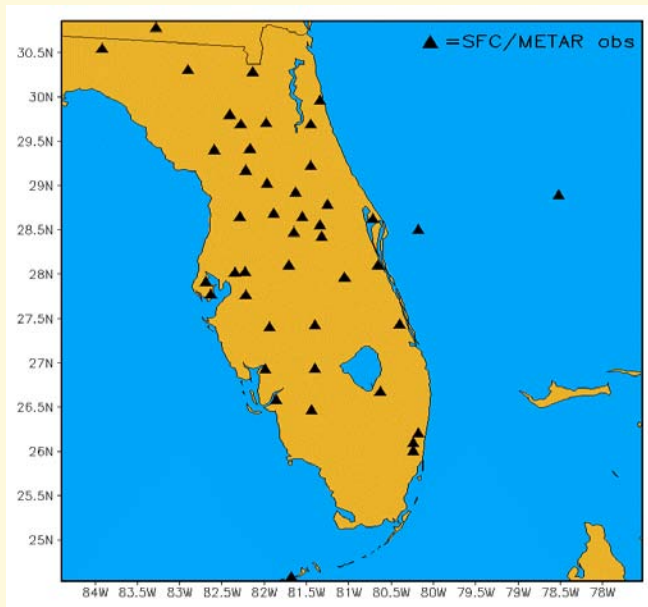 =SFC/METAR obs
30.5N
30N
29.5N
29N
28.5N
28N
27.5N
27N
26.5N
26N
25.5N
25N
84W 83.5W 83W 82.5W 82W 81.5W 81W 80.5W 80W 79.5W 79W 78.5W 78W